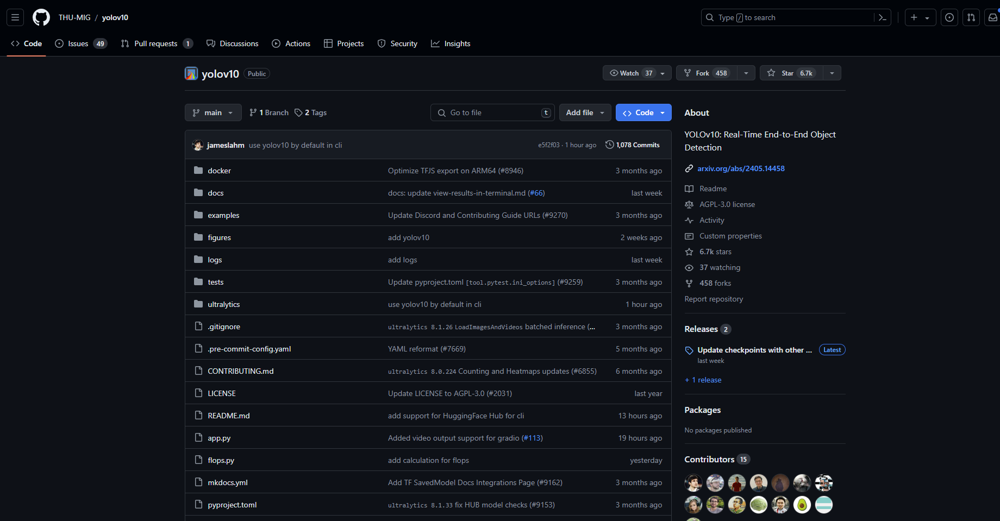 THU-MIG / yolov10
Type / to search
Code
Issues 49
Pull requests 1
Discussions
Actions
Projects
Security
Insights
yolov10 Public
Watch 37
Fork 458
Star 6.7k
main
1 Branch
2 Tags
Go to file t
Add file
Code
jameslahm use yolov10 by default in cli e5f2f03 · 1 hour ago 1,078 Commits
docker Optimize TFJS export on ARM64 (#8946) 3 months ago
docs docs: update view-results-in-terminal.md (#66) last week
examples Update Discord and Contributing Guide URLs (#9270) 3 months ago
figures add yolov10 2 weeks ago
logs add logs last week
tests Update pyproject.toml [tool.pytest.ini_options] (#9259) 3 months ago
ultralytics use yolov10 by default in cli 1 hour ago
.gitignore ultralytics 8.1.26 LoadImagesAndVideos batched inference (... 3 months ago
.pre-commit-config.yaml YAML reformat (#7669) 5 months ago
CONTRIBUTING.md ultralytics 8.0.224 Counting and Heatmaps updates (#6855) 6 months ago
LICENSE Update LICENSE to AGPL-3.0 (#2031) last year
README.md add support for HuggingFace Hub for cli 13 hours ago
app.py Added video output support for gradio (#113) 19 hours ago
flops.py add calculation for flops yesterday
mkdocs.yml Add TF SavedModel Docs Integrations Page (#9162) 3 months ago
pyproject.toml ultralytics 8.1.33 fix HUB model checks (#9153) 3 months ago
About
YOLOv10: Real-Time End-to-End Object
Detection
arxiv.org/abs/2405.14458
Readme
AGPL-3.0 license
Activity
Custom properties
6.7k stars
37 watching
458 forks
Report repository
Releases 2
Update checkpoints with other ... Latest
last week
+ 1 release
Packages
No packages published
Contributors 15